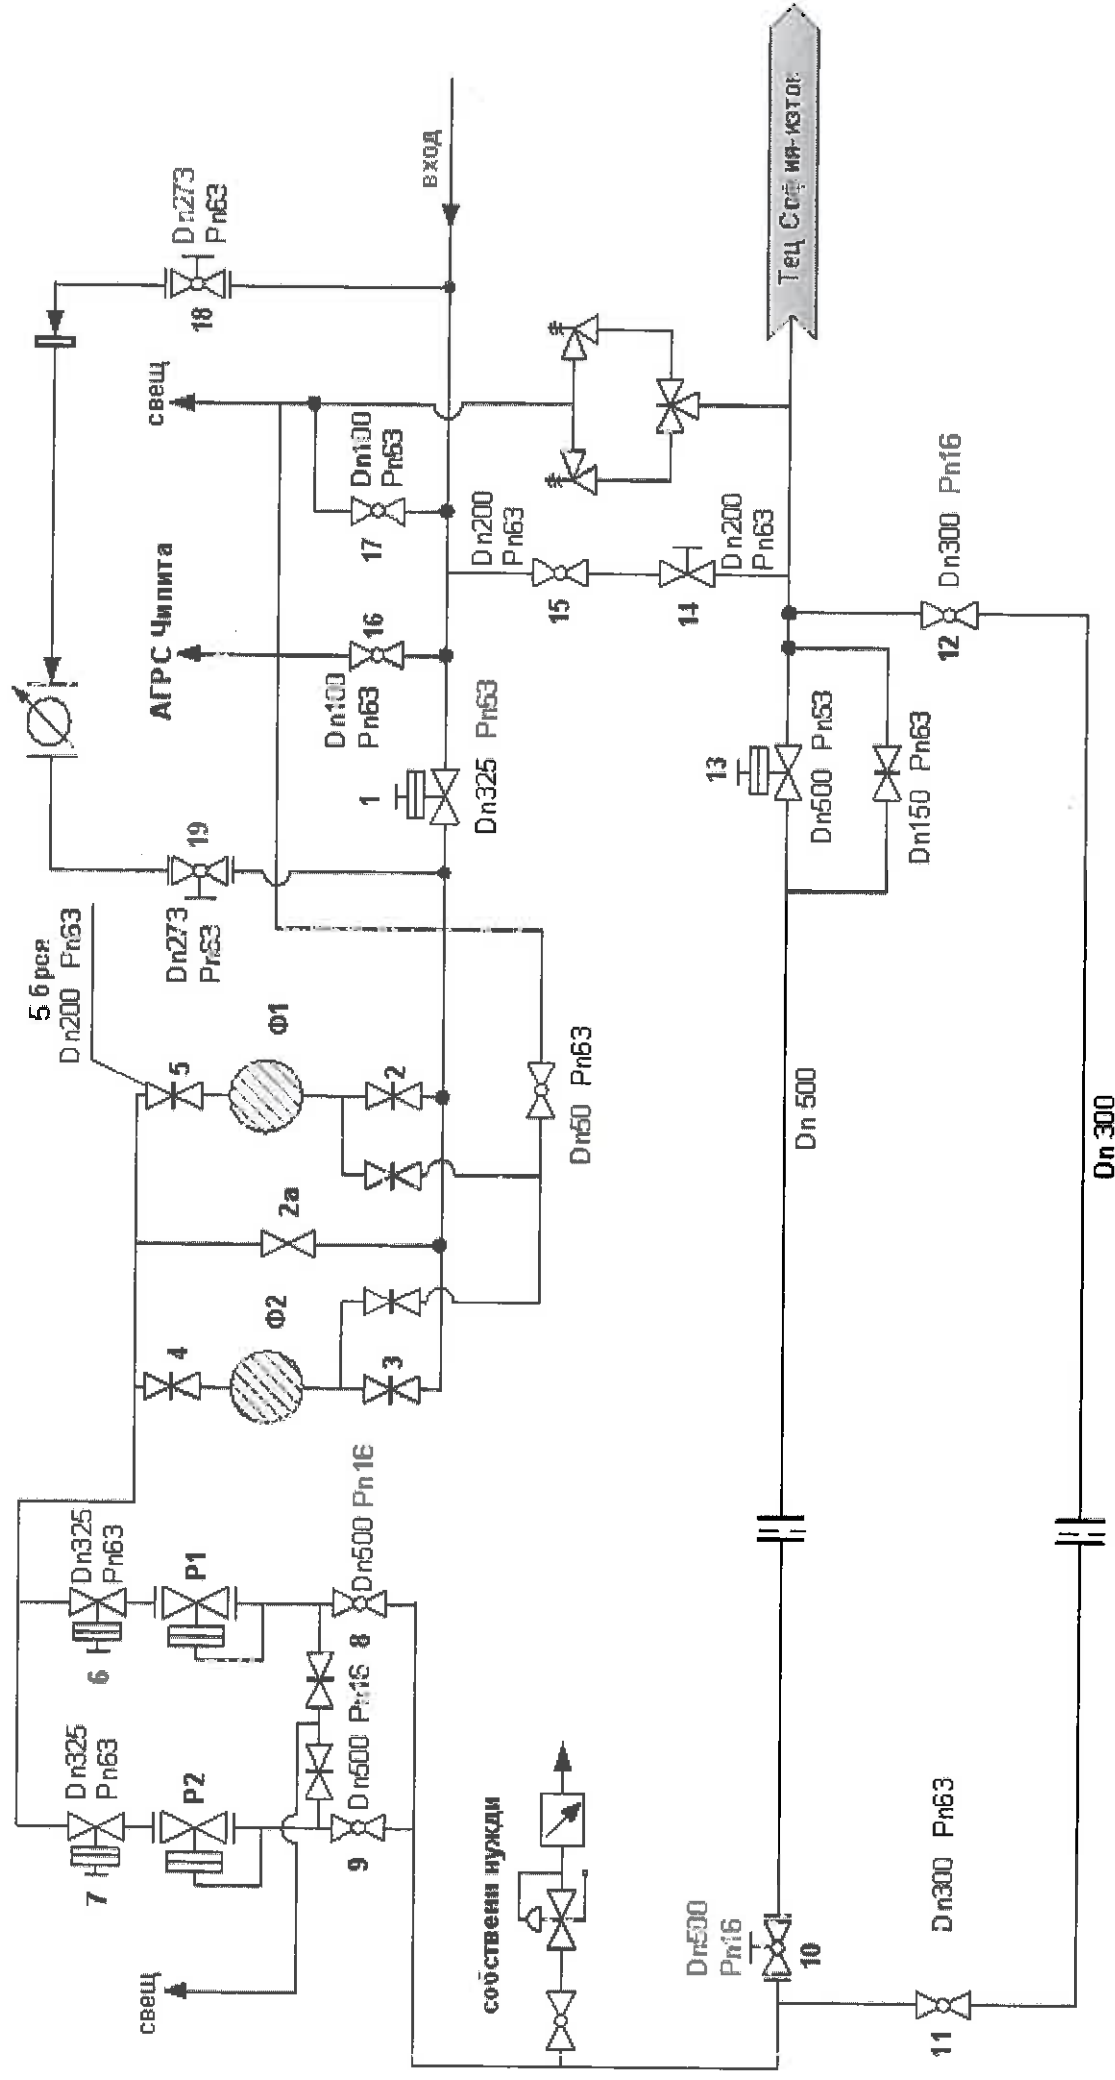 вход
Dn273
Pn63
18
свещ
Dn100
Pn63
17
АГРС Чипита
16
Dn100
Pn63
Dn200
Pn63
15
14
Dn200
Pn63
Тец София-изток
12
Dn300 Pn16
1
Dn325 Pn63
13
Dn500 Pn63
Dn150 Pn63
19
Dn273
Pn63
5 броя
Dn200 Pn63
5
Ф1
2
2a
Dn50 Pn63
4
Ф2
3
Dn 500
Dn 300
Dn325
Pn63
6
P1
Dn500 Pn16
8
Dn325
Pn63
7
P2
Dn500 Pn16
9
свещ
собствени нужди
Dn500
Pn16
10
Dn300 Pn63
11